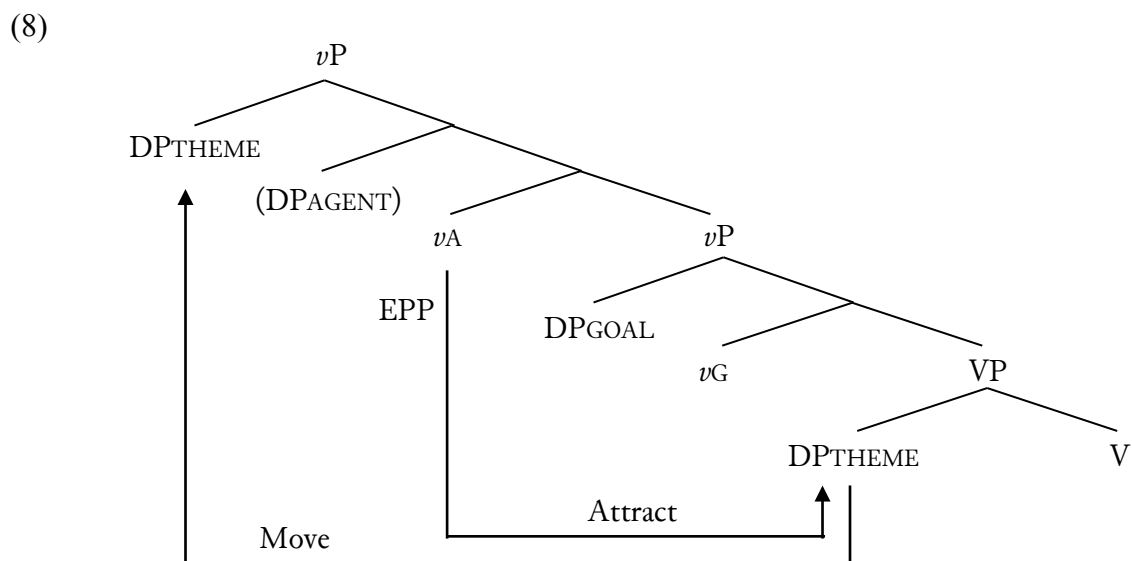 (8)
vP
DPTHEME
(DPAGENT)
vA
vP
EPP
DPGOAL
vG
VP
DPTHEME
V
Attract
Move